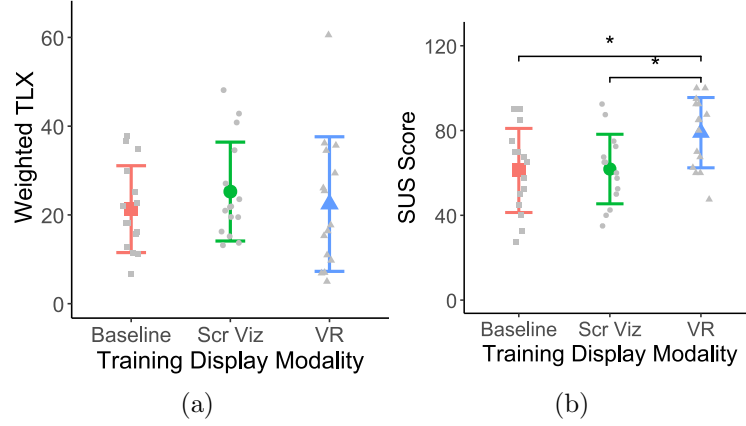 Weighted TLX
60
40
20
0
Baseline Scr Viz VR
Training Display Modality
(a)
SUS Score
120
80
40
0
*
*
Baseline Scr Viz VR
Training Display Modality
(b)